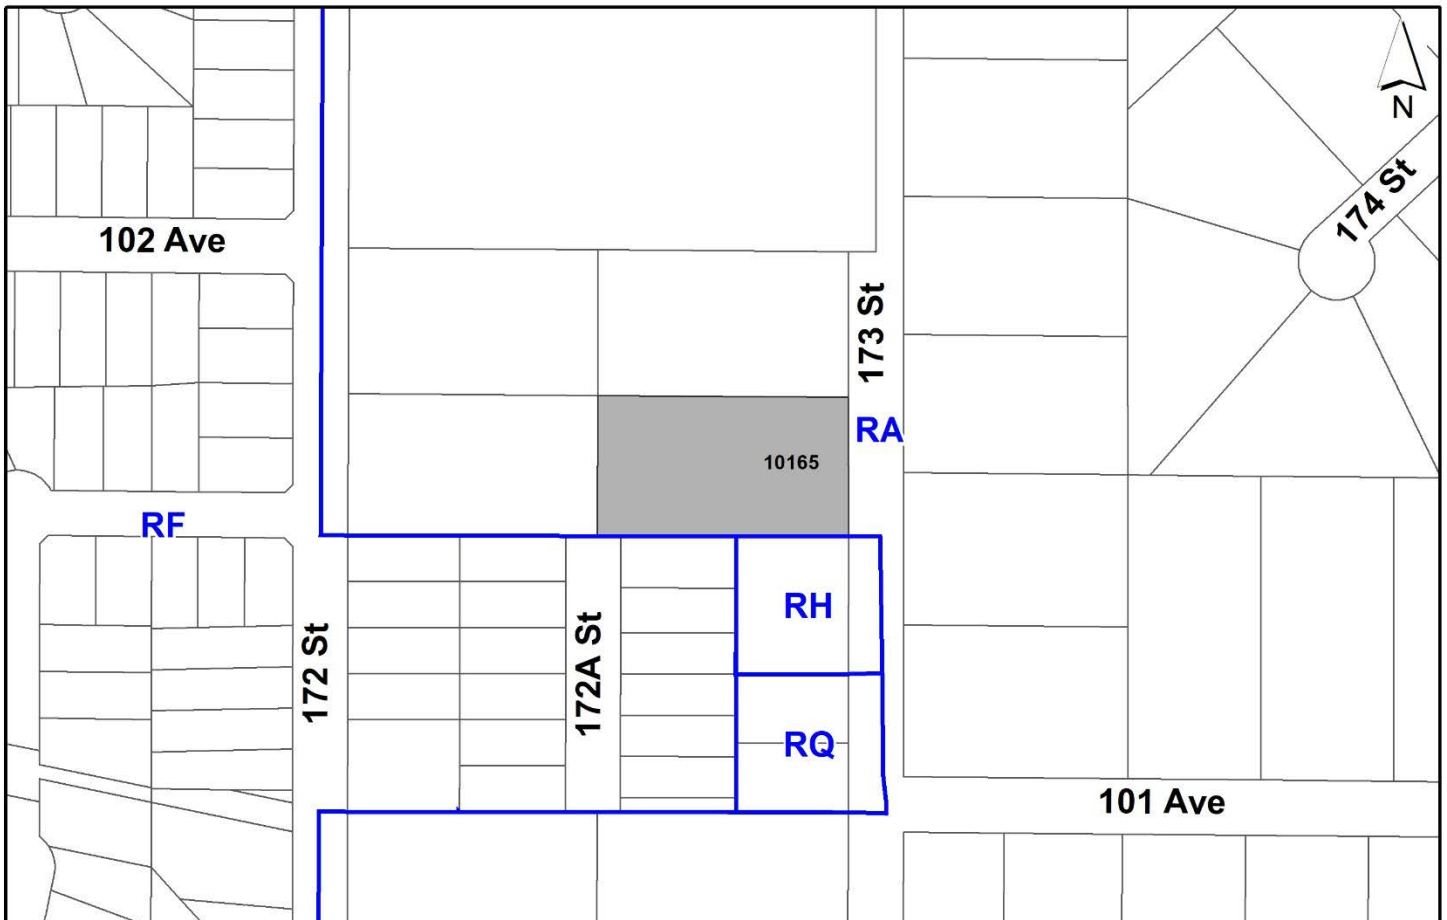 N
174 St
102 Ave
173 St
RA
10165
RF
RH
172 St
172A St
RQ
101 Ave